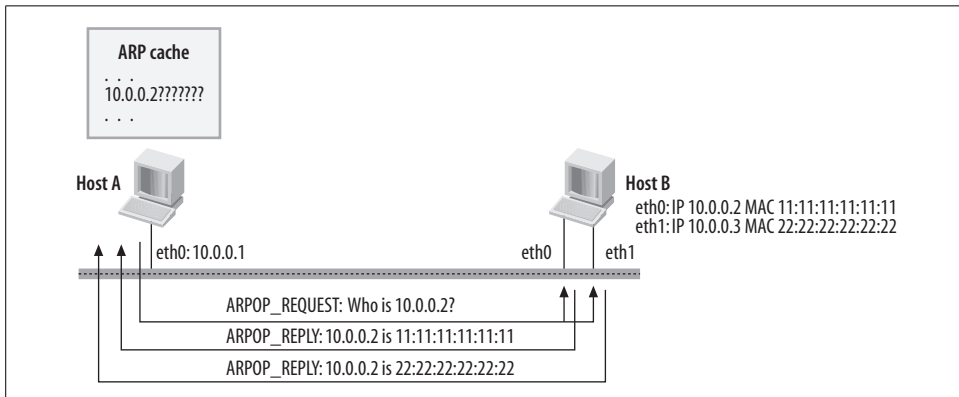 ARP cache
. . .
10.0.0.2???????
. . .
Host A
Host B
eth0: IP 10.0.0.2 MAC 11:11:11:11:11:11
eth1: IP 10.0.0.3 MAC 22:22:22:22:22:22
eth0: 10.0.0.1
eth0
eth1
ARPOP_REQUEST: Who is 10.0.0.2?
ARPOP_REPLY: 10.0.0.2 is 11:11:11:11:11:11
ARPOP_REPLY: 10.0.0.2 is 22:22:22:22:22:22